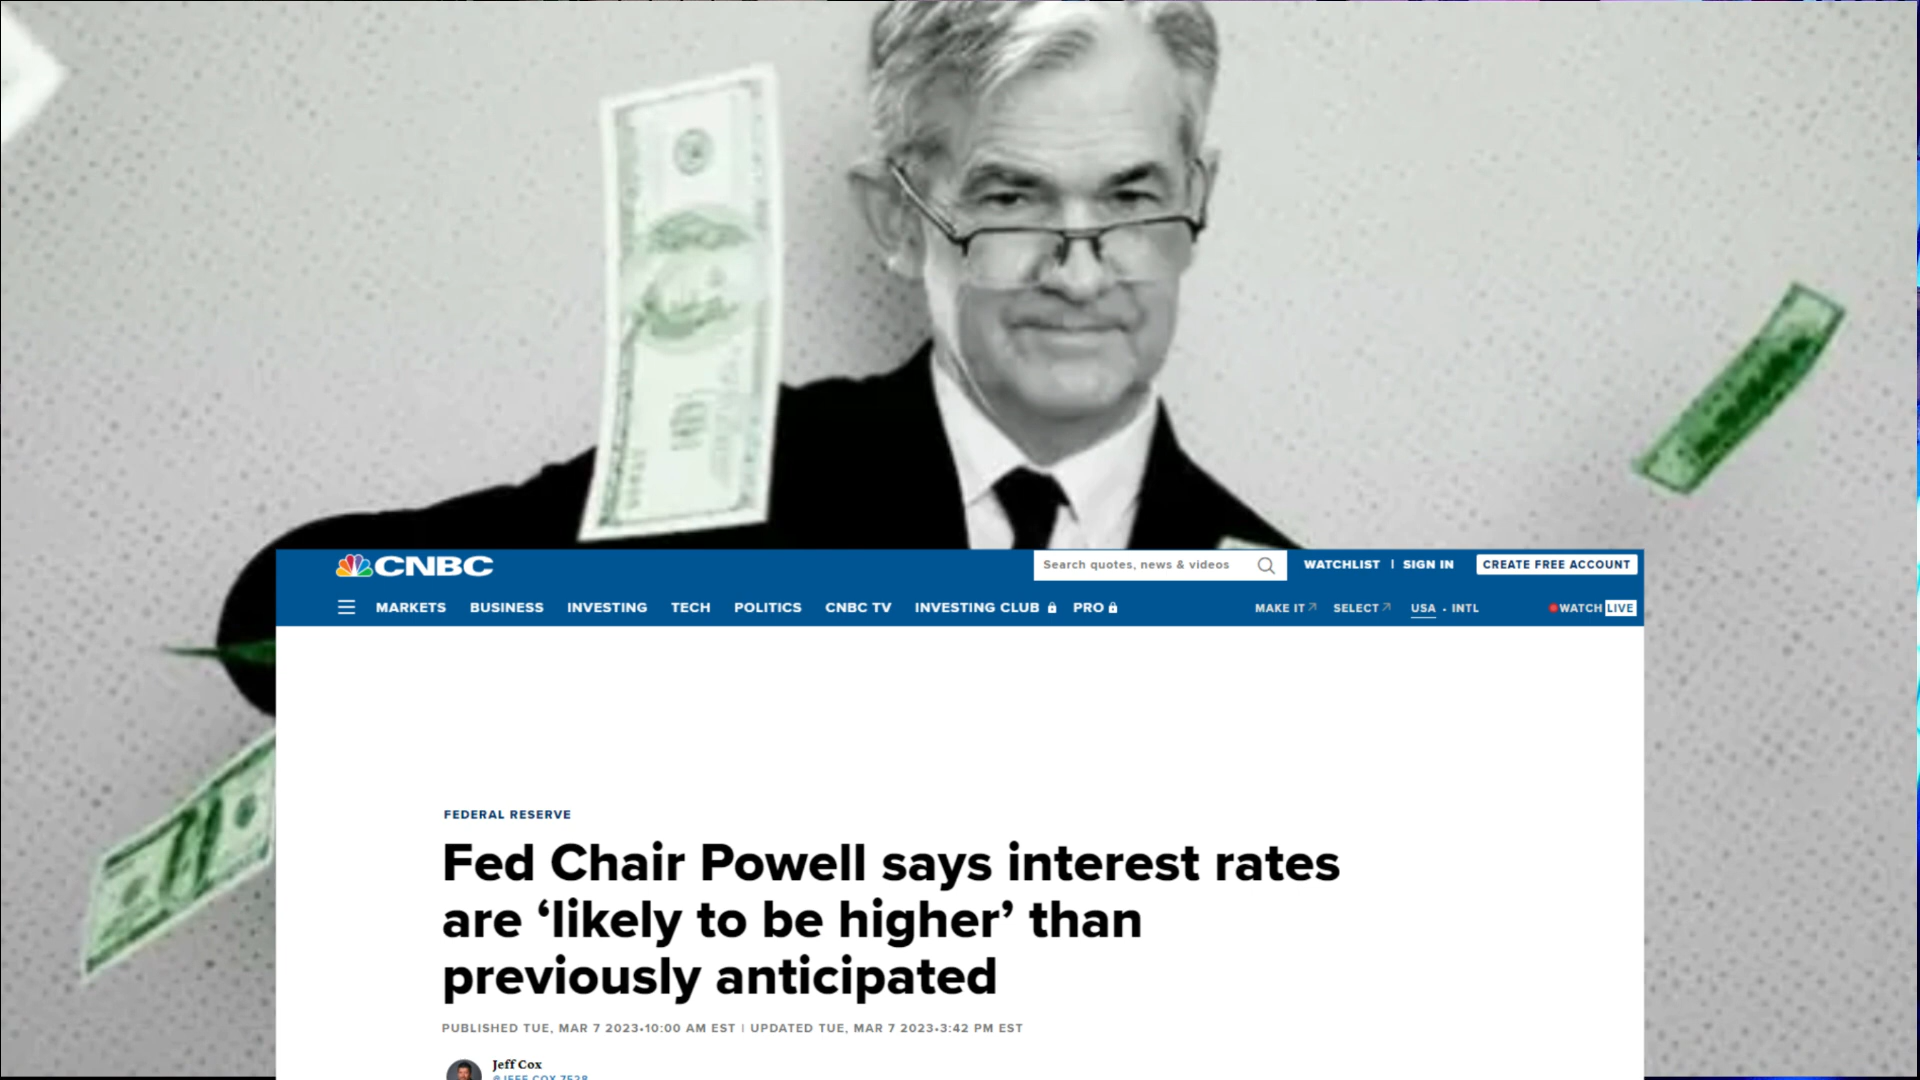 CNBC
Search quotes, news & videos
WATCHLIST | SIGN IN
CREATE FREE ACCOUNT
MARKETS BUSINESS INVESTING TECH POLITICS CNBC TV INVESTING CLUB PRO
MAKE IT SELECT USA • INTL
WATCH LIVE
FEDERAL RESERVE
Fed Chair Powell says interest rates
are ‘likely to be higher’ than
previously anticipated
PUBLISHED TUE, MAR 7 2023•10:00 AM EST | UPDATED TUE, MAR 7 2023•3:42 PM EST
Jeff Cox
@JEFF.COX.7528